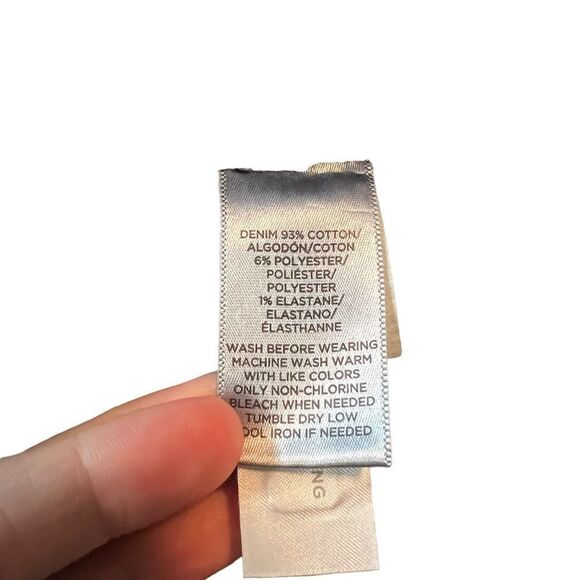 DENIM 93% COTTON/
ALGODÓN/COTON
6% POLYESTER/
POLIÉSTER/
POLYESTER
1% ELASTANE/
ELASTANO/
ÉLASTHANNE
WASH BEFORE WEARING
MACHINE WASH WARM
WITH LIKE COLORS
ONLY NON-CHLORINE
BLEACH WHEN NEEDED
TUMBLE DRY LOW
OOL IRON IF NEEDED